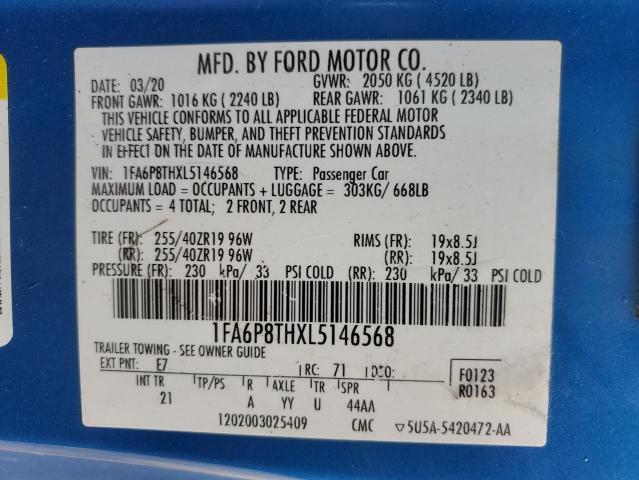 MFD. BY FORD MOTOR CO.
DATE: 03/20 GVWR: 2050 KG ( 4520 LB)
FRONT GAWR: 1016 KG ( 2240 LB) REAR GAWR: 1061 KG ( 2340 LB)
THIS VEHICLE CONFORMS TO ALL APPLICABLE FEDERAL MOTOR
VEHICLE SAFETY, BUMPER, AND THEFT PREVENTION STANDARDS
IN EFFECT ON THE DATE OF MANUFACTURE SHOWN ABOVE.
VIN: 1FA6P8THXL5146568 TYPE: Passenger Car
MAXIMUM LOAD = OCCUPANTS + LUGGAGE = 303KG/ 668LB
OCCUPANTS = 4 TOTAL; 2 FRONT, 2 REAR
TIRE (FR): 255/40ZR19 96W RIMS (FR): 19x8.5J
(RR): 255/40ZR19 96W (RR): 19x8.5J
PRESSURE (FR): 230 kPa/ 33 PSI COLD (RR): 230 kPa/ 33 PSI COLD
1FA6P8THXL5146568
TRAILER TOWING - SEE OWNER GUIDE
EXT PNT: E7 RC: 71 DSO: F0123
R0163
INT TR TP/PS R AXLE TR SPR
21 A YY U 44AA
1202003025409 CMC ▽5U5A-5420472-AA